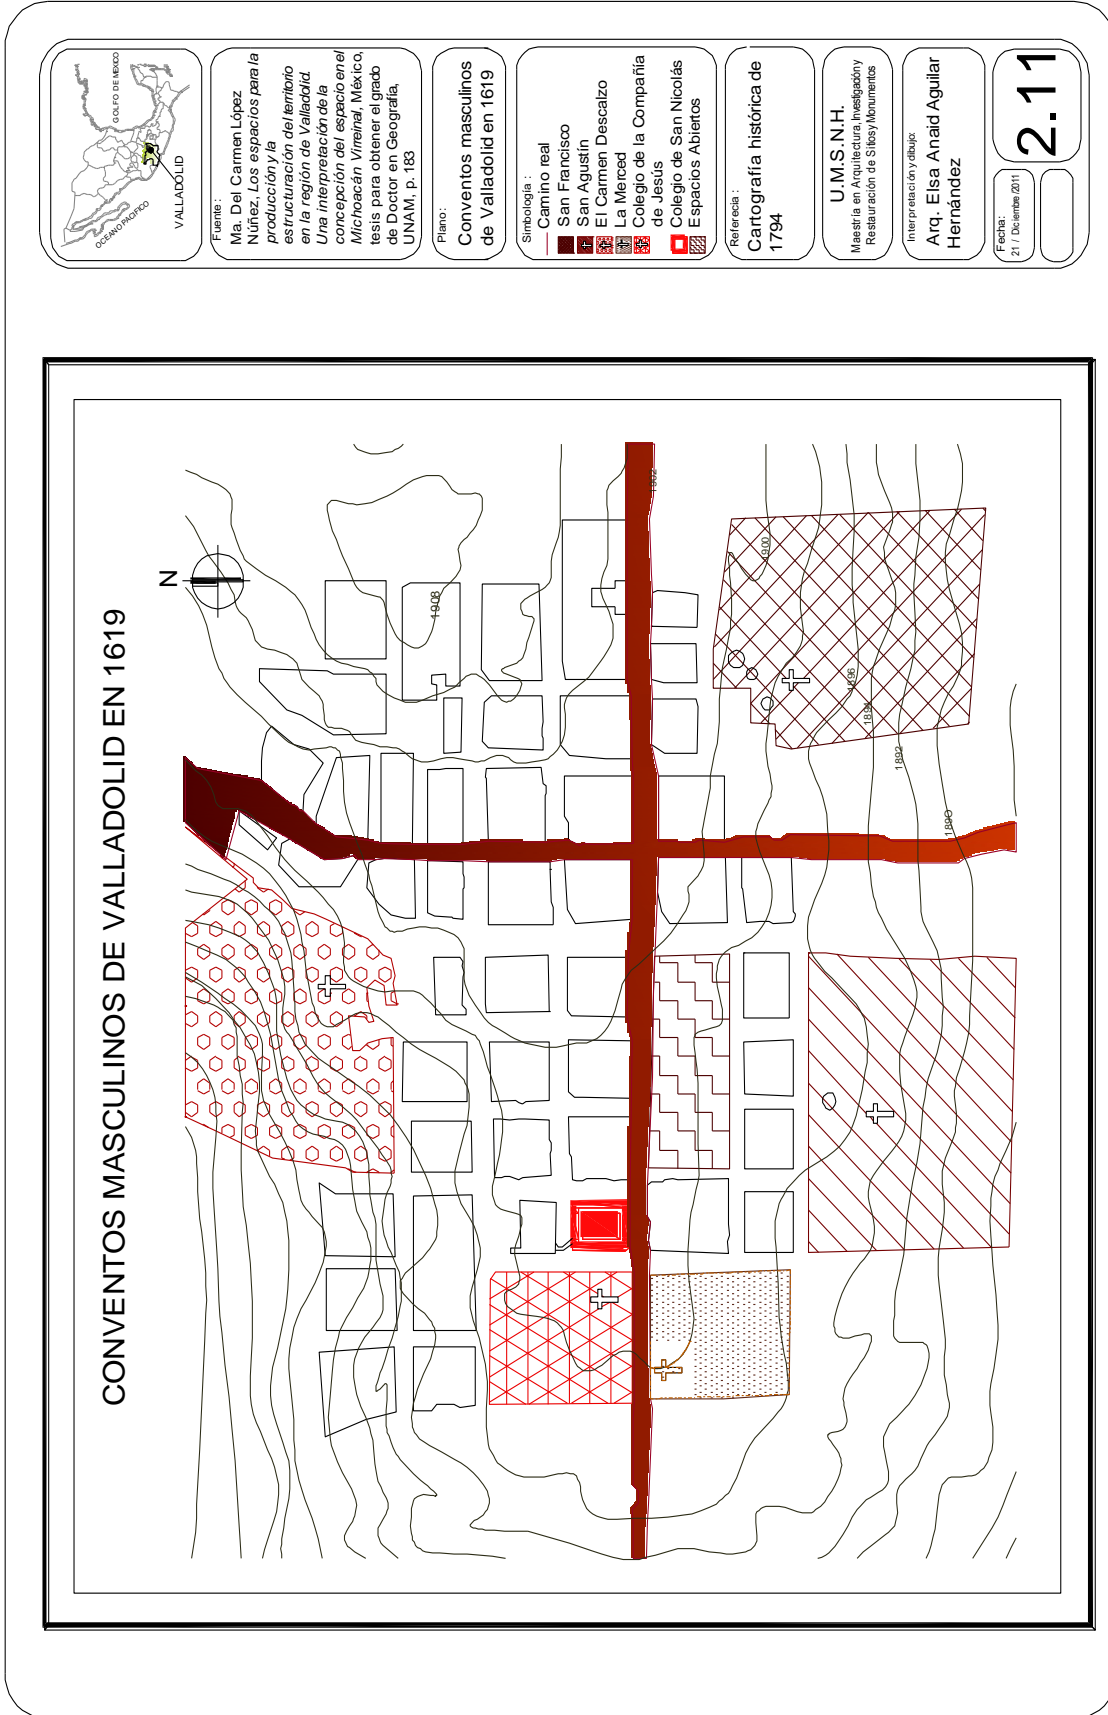 CONVENTOS MASCULINOS DE VALLADOLID EN 1619
N
1908
1902
1900
1896
1894
1892
1890
GOLFO DE MEXICO
OCEANO PACIFICO
VALLADOLID
Fuente:
Ma. Del Carmen López
Núñez, Los espacios para la
producción y la
estructuración del territorio
en la región de Valladolid.
Una interpretación de la
concepción del espacio en el
Michoacán Virreinal, México,
tesis para obtener el grado
de Doctor en Geografía,
UNAM, p. 183
Plano:
Conventos masculinos
de Valladolid en 1619
Simbología:
Camino real
San Francisco
San Agustín
El Carmen Descalzo
La Merced
Colegio de la Compañía
de Jesús
Colegio de San Nicolás
Espacios Abiertos
Referecia:
Cartografía histórica de
1794
U.M.S.N.H.
Maestría en Arquitectura, Investigación y
Restauración de Sitios y Monumentos
Interpretación y dibujo:
Arq. Elsa Anaid Aguilar
Hernández
Fecha:
21 / Diciembre /2011
2.11